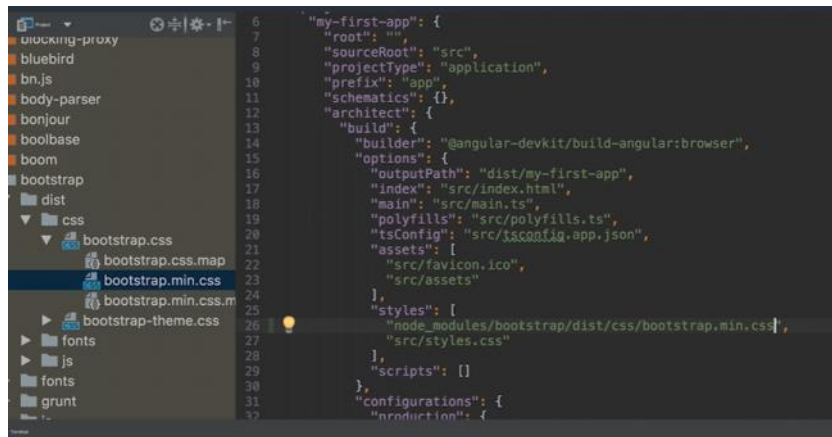 Project
blocking-proxy
bluebird
bn.js
body-parser
bonjour
boolbase
boom
bootstrap
dist
css
bootstrap.css
bootstrap.css.map
bootstrap.min.css
bootstrap.min.css.m
bootstrap-theme.css
fonts
js
fonts
grunt
6 "my-first-app": {
7 "root": "",
8 "sourceRoot": "src",
9 "projectType": "application",
10 "prefix": "app",
11 "schematics": {},
12 "architect": {
13 "build": {
14 "builder": "@angular-devkit/build-angular:browser",
15 "options": {
16 "outputPath": "dist/my-first-app",
17 "index": "src/index.html",
18 "main": "src/main.ts",
19 "polyfills": "src/polyfills.ts",
20 "tsConfig": "src/tsconfig.app.json",
21 "assets": [
22 "src/favicon.ico",
23 "src/assets"
24 ],
25 "styles": [
26 "node_modules/bootstrap/dist/css/bootstrap.min.css",
27 "src/styles.css"
28 ],
29 "scripts": []
30 },
31 "configurations": {
32 "production": {
Terminal